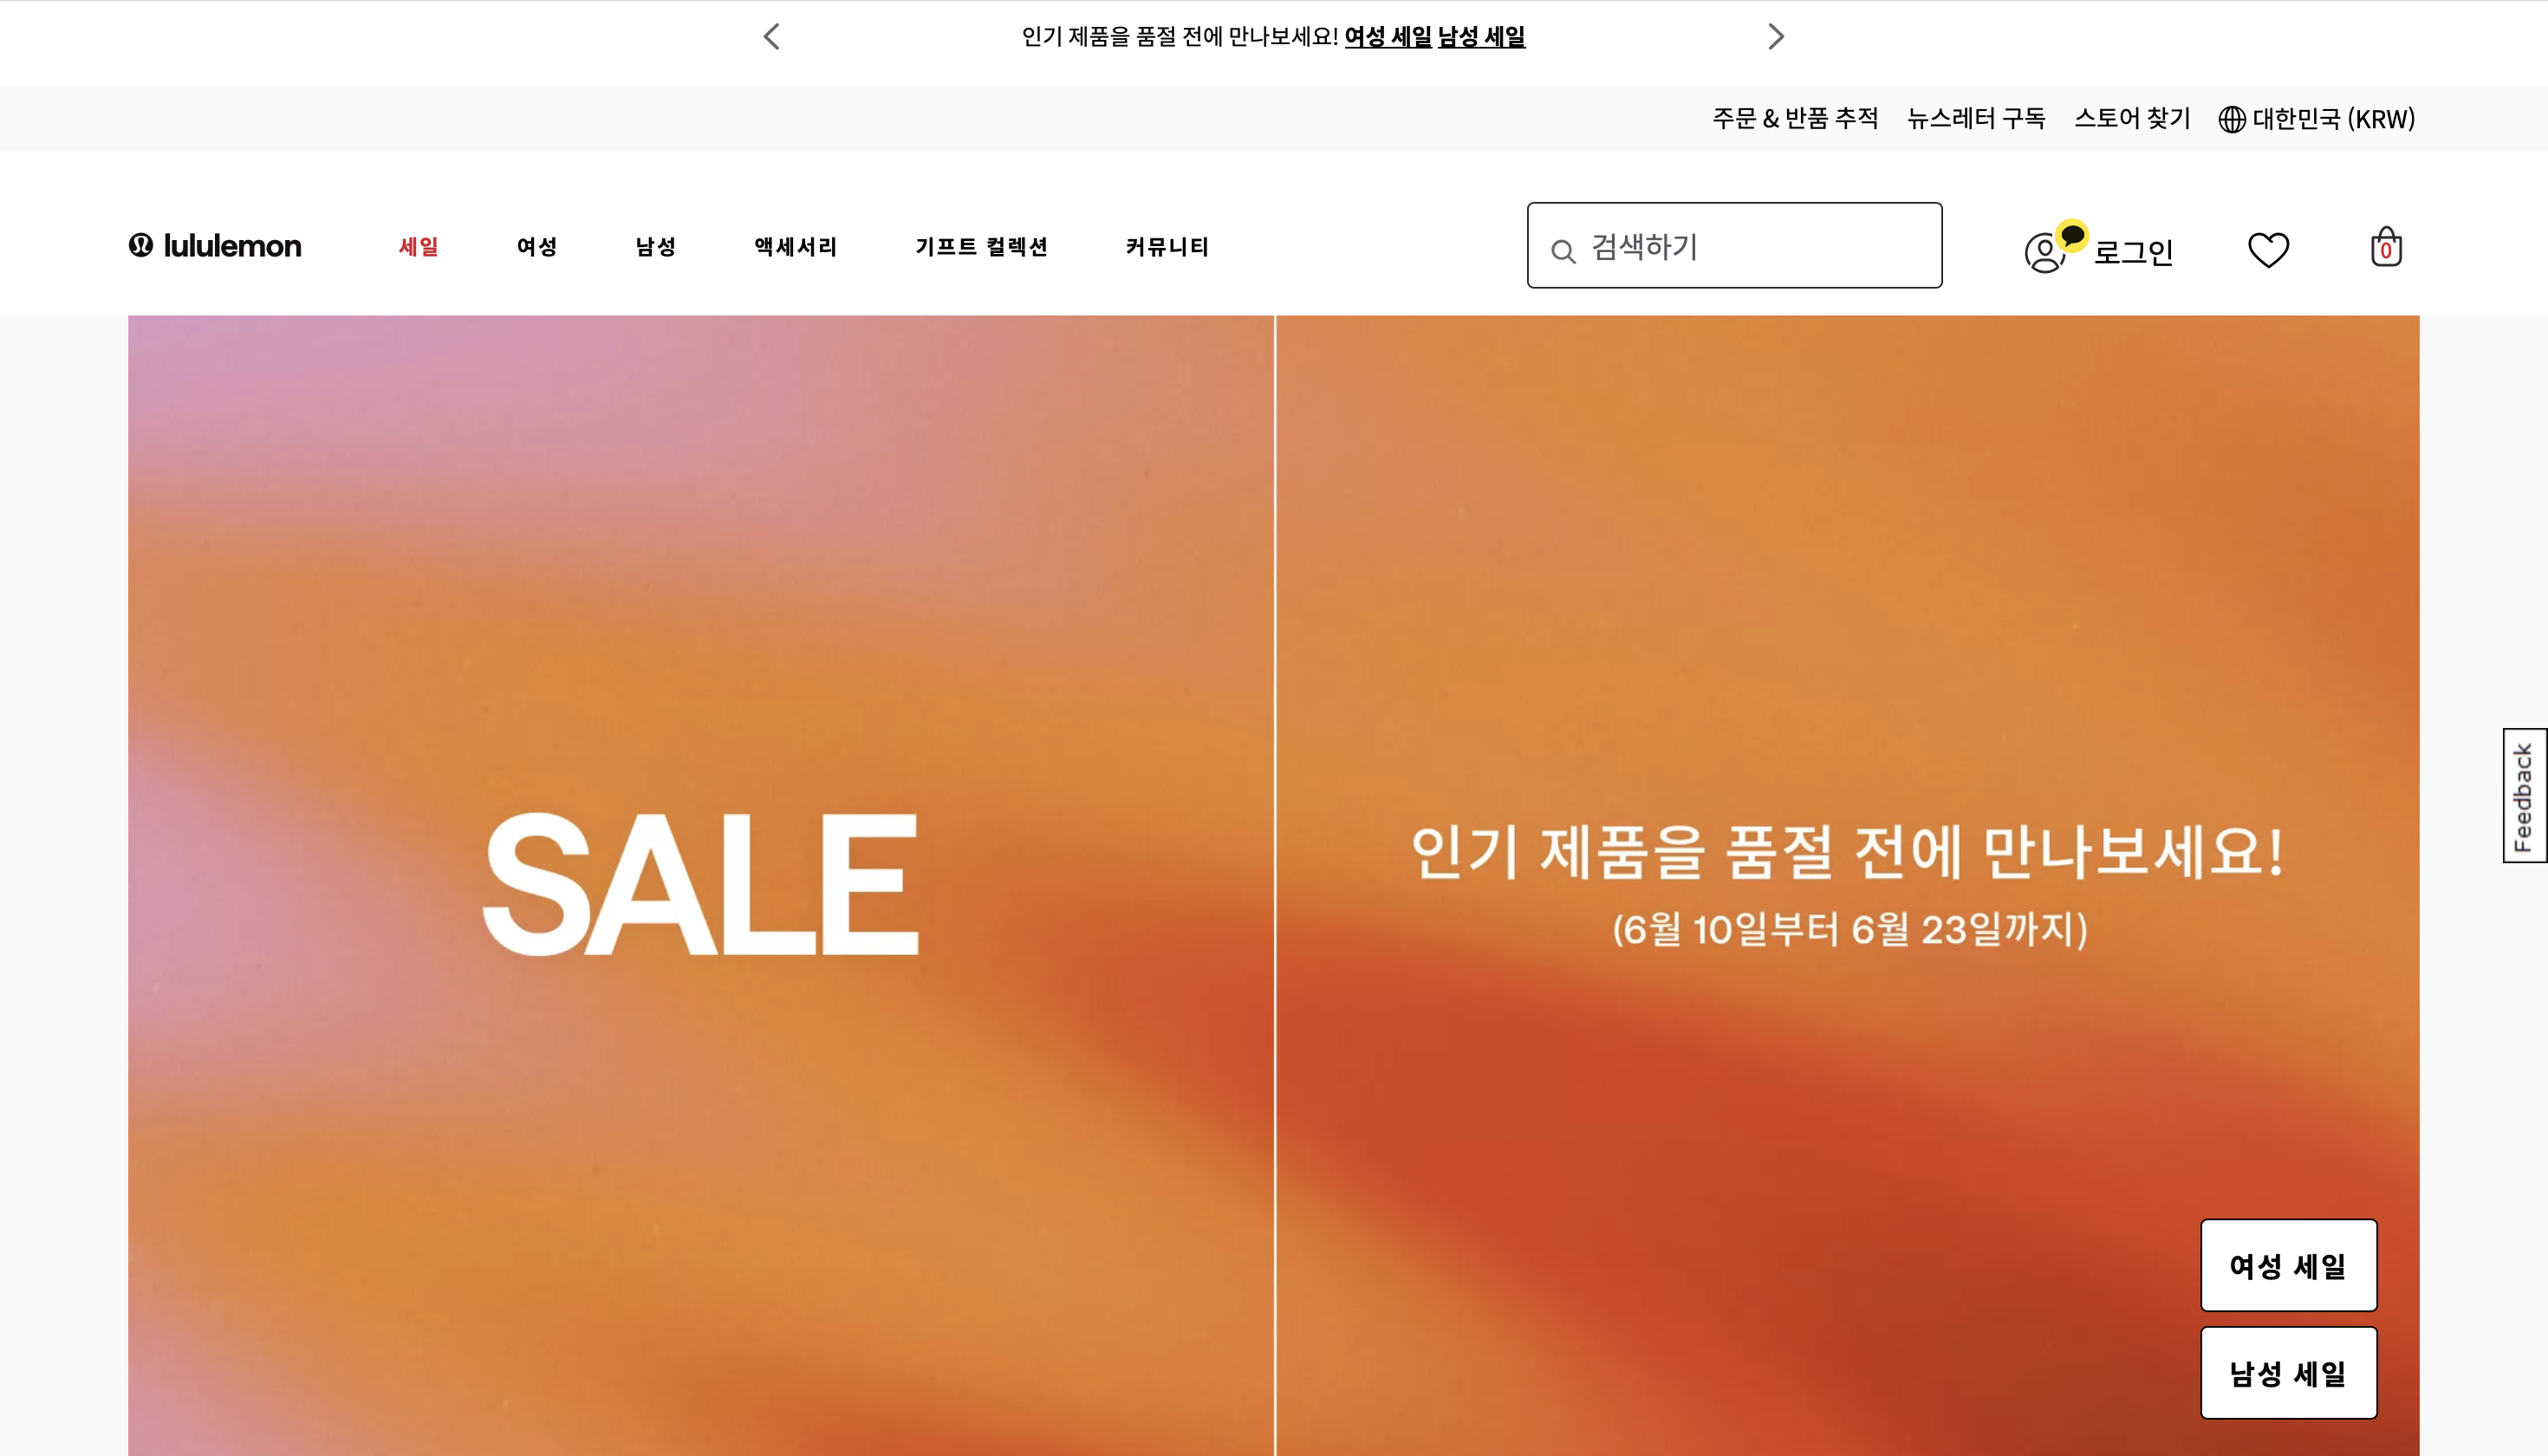 인기 제품을 품절 전에 만나보세요! 여성 세일 남성 세일
주문 & 반품 추적 뉴스레터 구독 스토어 찾기 대한민국 (KRW)
lululemon 세일 여성 남성 액세서리 기프트 컬렉션 커뮤니티 검색하기 로그인 0
SALE
인기 제품을 품절 전에 만나보세요!
(6월 10일부터 6월 23일까지)
Feedback
여성 세일
남성 세일